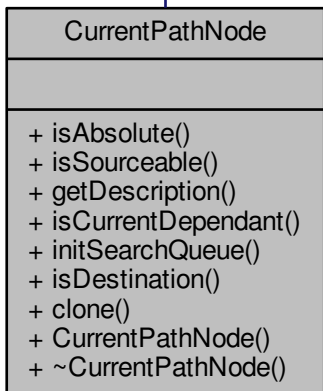 CurrentPathNode
+ isAbsolute()
+ isSourceable()
+ getDescription()
+ isCurrentDependant()
+ initSearchQueue()
+ isDestination()
+ clone()
+ CurrentPathNode()
+ ~CurrentPathNode()